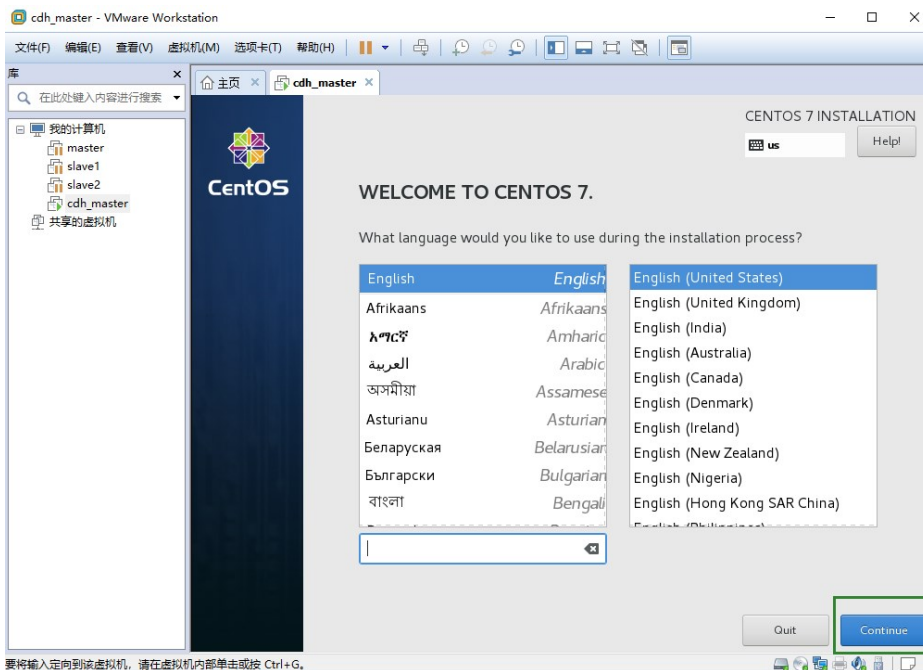 cdh_master - VMware Workstation
文件(F) 编辑(E) 查看(V) 虚拟机(M) 选项卡(T) 帮助(H)
库
在此处键入内容进行搜索
我的计算机
master
slave1
slave2
cdh_master
共享的虚拟机
主页
cdh_master
CentOS
CENTOS 7 INSTALLATION
us
Help!
WELCOME TO CENTOS 7.
What language would you like to use during the installation process?
English English
Afrikaans Afrikaans
አማርኛ Amharic
العربية Arabic
অসমীয়া Assamese
Asturianu Asturian
Беларуская Belarusian
Български Bulgarian
বাংলা Bengali
English (United States)
English (United Kingdom)
English (India)
English (Australia)
English (Canada)
English (Denmark)
English (Ireland)
English (New Zealand)
English (Nigeria)
English (Hong Kong SAR China)
English (Philippines)
Quit
Continue
要将输入定向到该虚拟机，请在虚拟机内部单击或按 Ctrl+G。